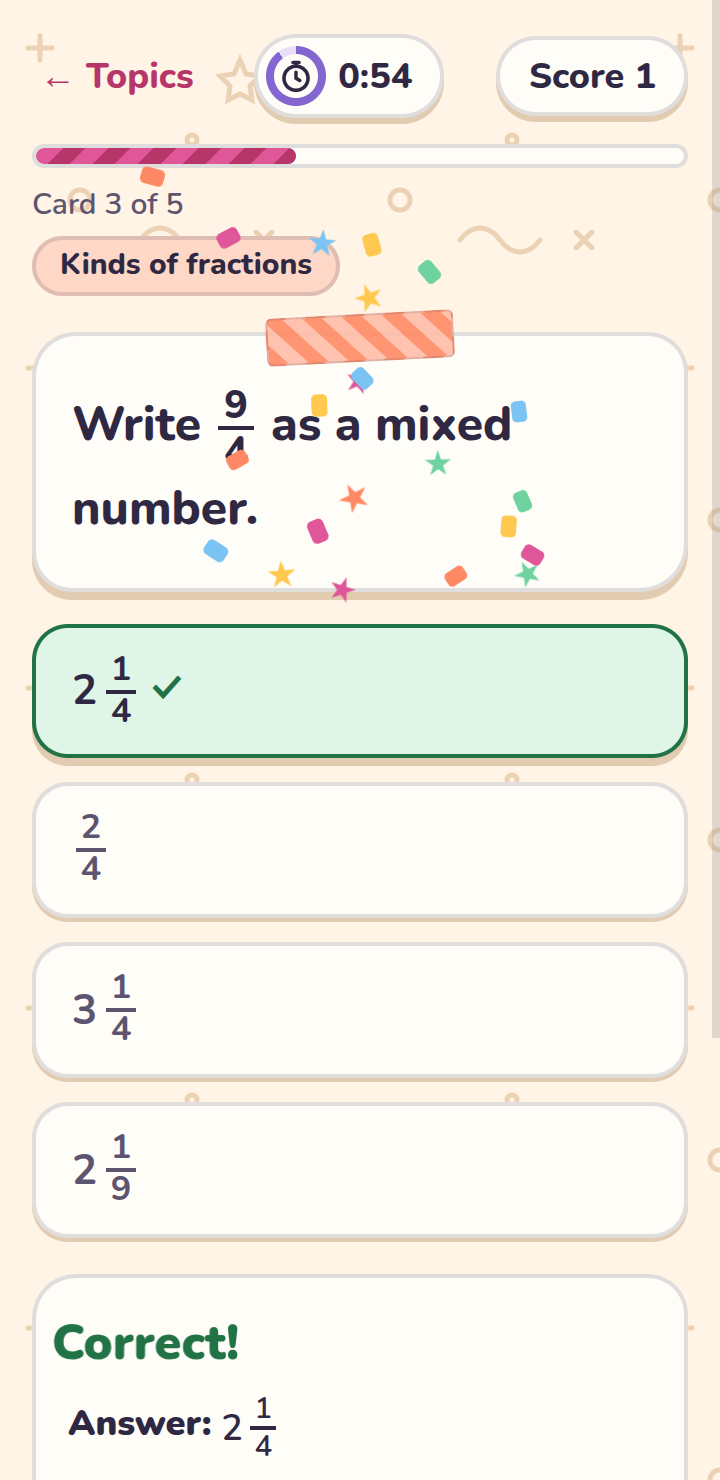 ← Topics 0:54 Score 1
Card 3 of 5
Kinds of fractions
Write 9/4 as a mixed
number.
2 1/4 ✓
2/4
3 1/4
2 1/9
Correct!
Answer: 2 1/4